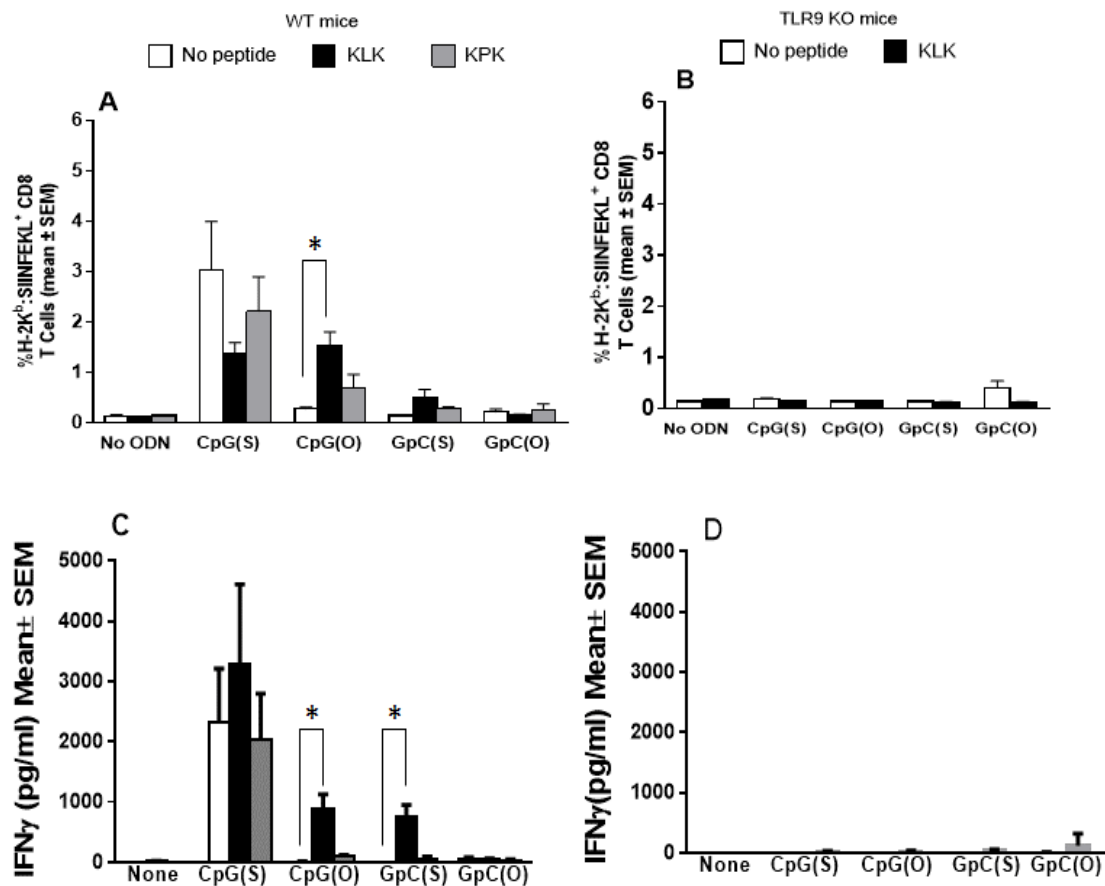 WT mice
No peptide KLK KPK
A
%H-2Kᵇ:SIINFEKL⁺ CD8
T Cells (mean ± SEM)
6
5
4
3
2
1
0
*
No ODN CpG(S) CpG(O) GpC(S) GpC(O)
TLR9 KO mice
No peptide KLK
B
%H-2Kᵇ:SIINFEKL⁺ CD8
T Cells (mean ± SEM)
6
5
4
3
2
1
0
No ODN CpG(S) CpG(O) GpC(S) GpC(O)
C
IFNγ (pg/ml) Mean± SEM
5000
4000
3000
2000
1000
0
* *
None CpG(S) CpG(O) GpC(S) GpC(O)
D
IFNγ(pg/ml) Mean± SEM
5000
4000
3000
2000
1000
0
None CpG(S) CpG(O) GpC(S) GpC(O)